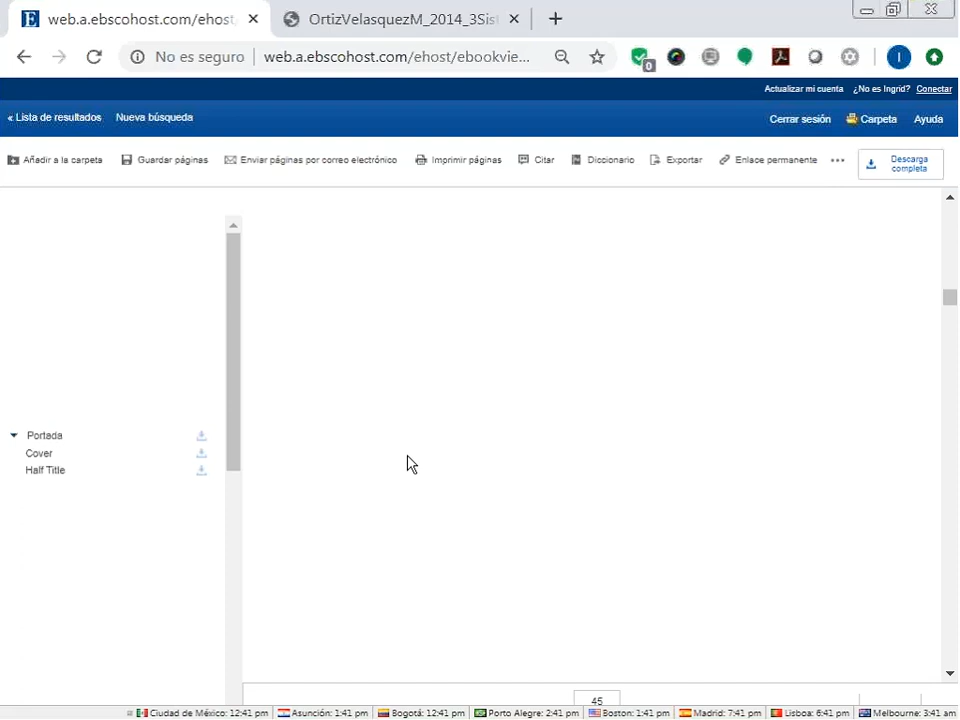 web.a.ebscohost.com/ehost
OrtizVelasquezM_2014_3Sist
No es seguro
web.a.ebscohost.com/ehost/ebookvie...
0
I
Actualizar mi cuenta ¿No es Ingrid? Conectar
« Lista de resultados Nueva búsqueda
Cerrar sesión Carpeta Ayuda
Añadir a la carpeta Guardar páginas Enviar páginas por correo electrónico Imprimir páginas Citar Diccionario Exportar Enlace permanente
Descarga completa
Portada
Cover
Half Title
45
Ciudad de México: 12:41 pm Asunción: 1:41 pm Bogotá: 12:41 pm Porto Alegre: 2:41 pm Boston: 1:41 pm Madrid: 7:41 pm Lisboa: 6:41 pm Melbourne: 3:41 am